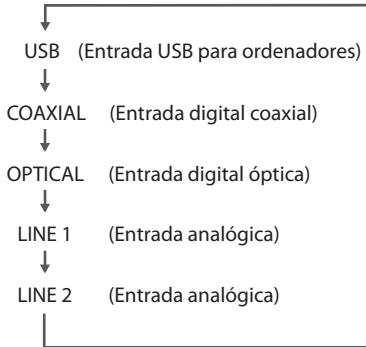 USB (Entrada USB para ordenadores)
COAXIAL (Entrada digital coaxial)
OPTICAL (Entrada digital óptica)
LINE 1 (Entrada analógica)
LINE 2 (Entrada analógica)